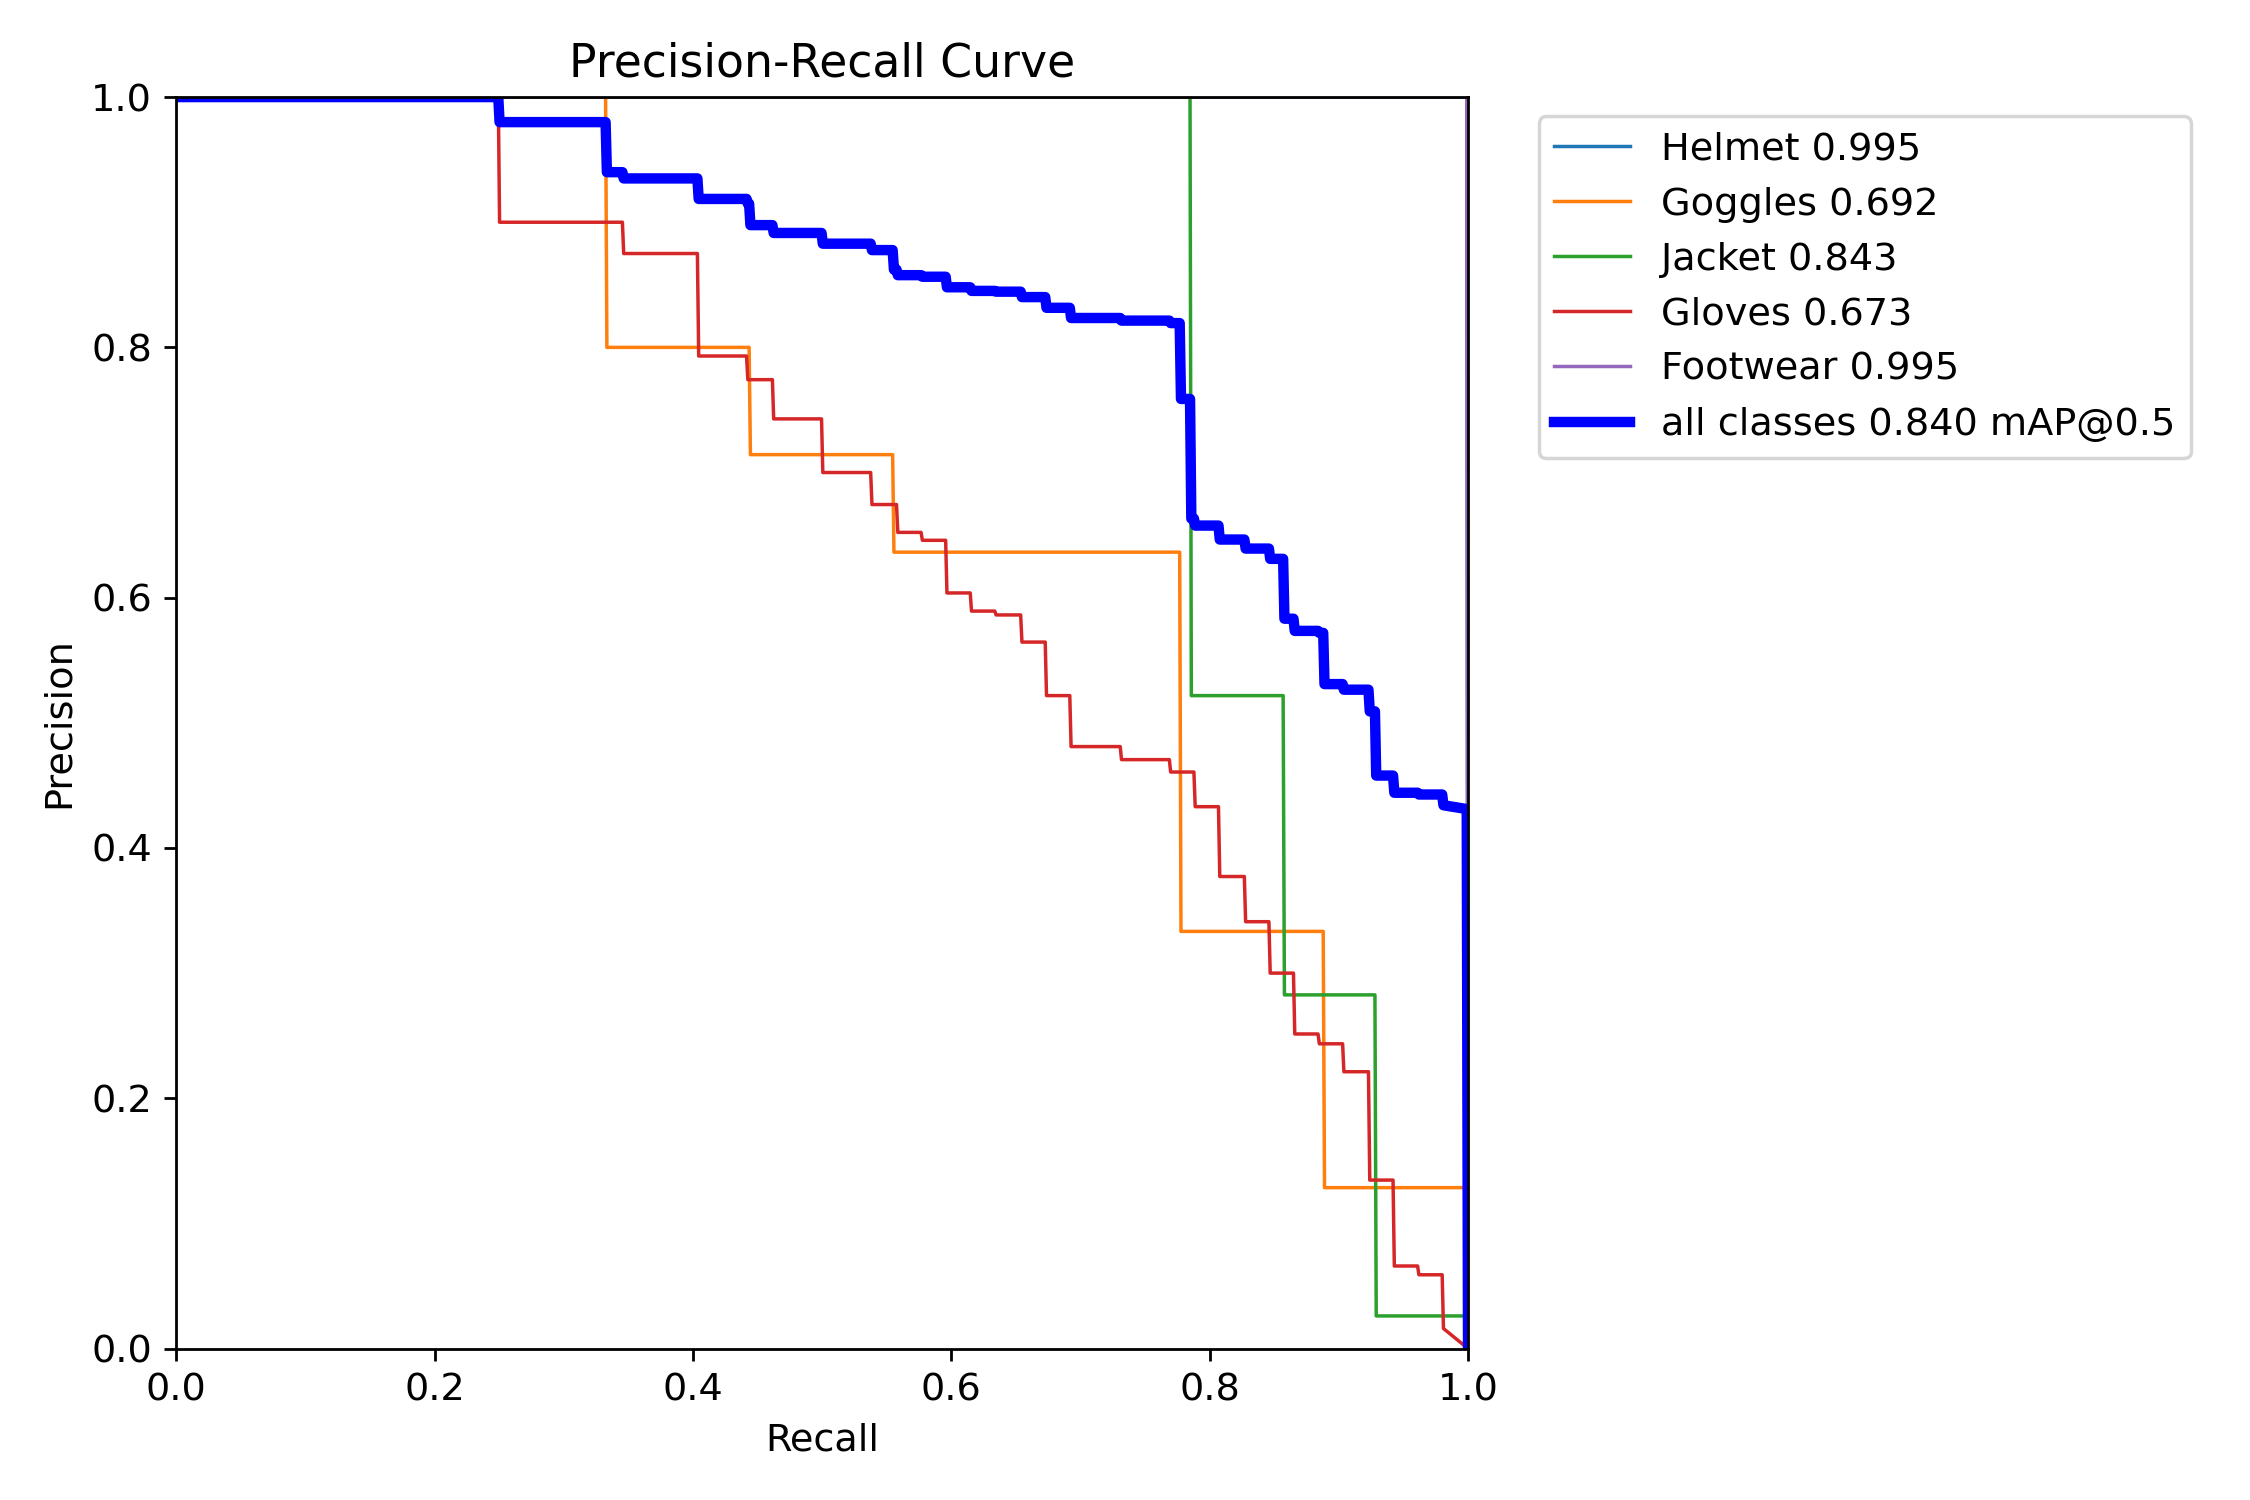 Precision-Recall Curve
1.0
0.8
0.6
0.4
0.2
0.0
Precision
0.0 0.2 0.4 0.6 0.8 1.0
Recall
Helmet 0.995
Goggles 0.692
Jacket 0.843
Gloves 0.673
Footwear 0.995
all classes 0.840 mAP@0.5